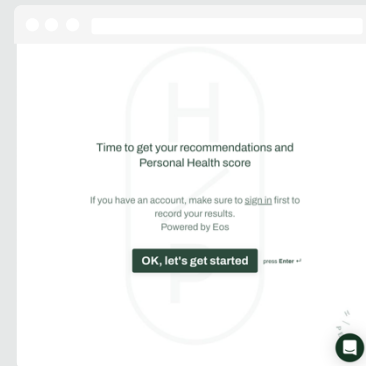 Time to get your recommendations and
Personal Health score
If you have an account, make sure to sign in first to
record your results.
Powered by Eos
OK, let's get started
press Enter ↵